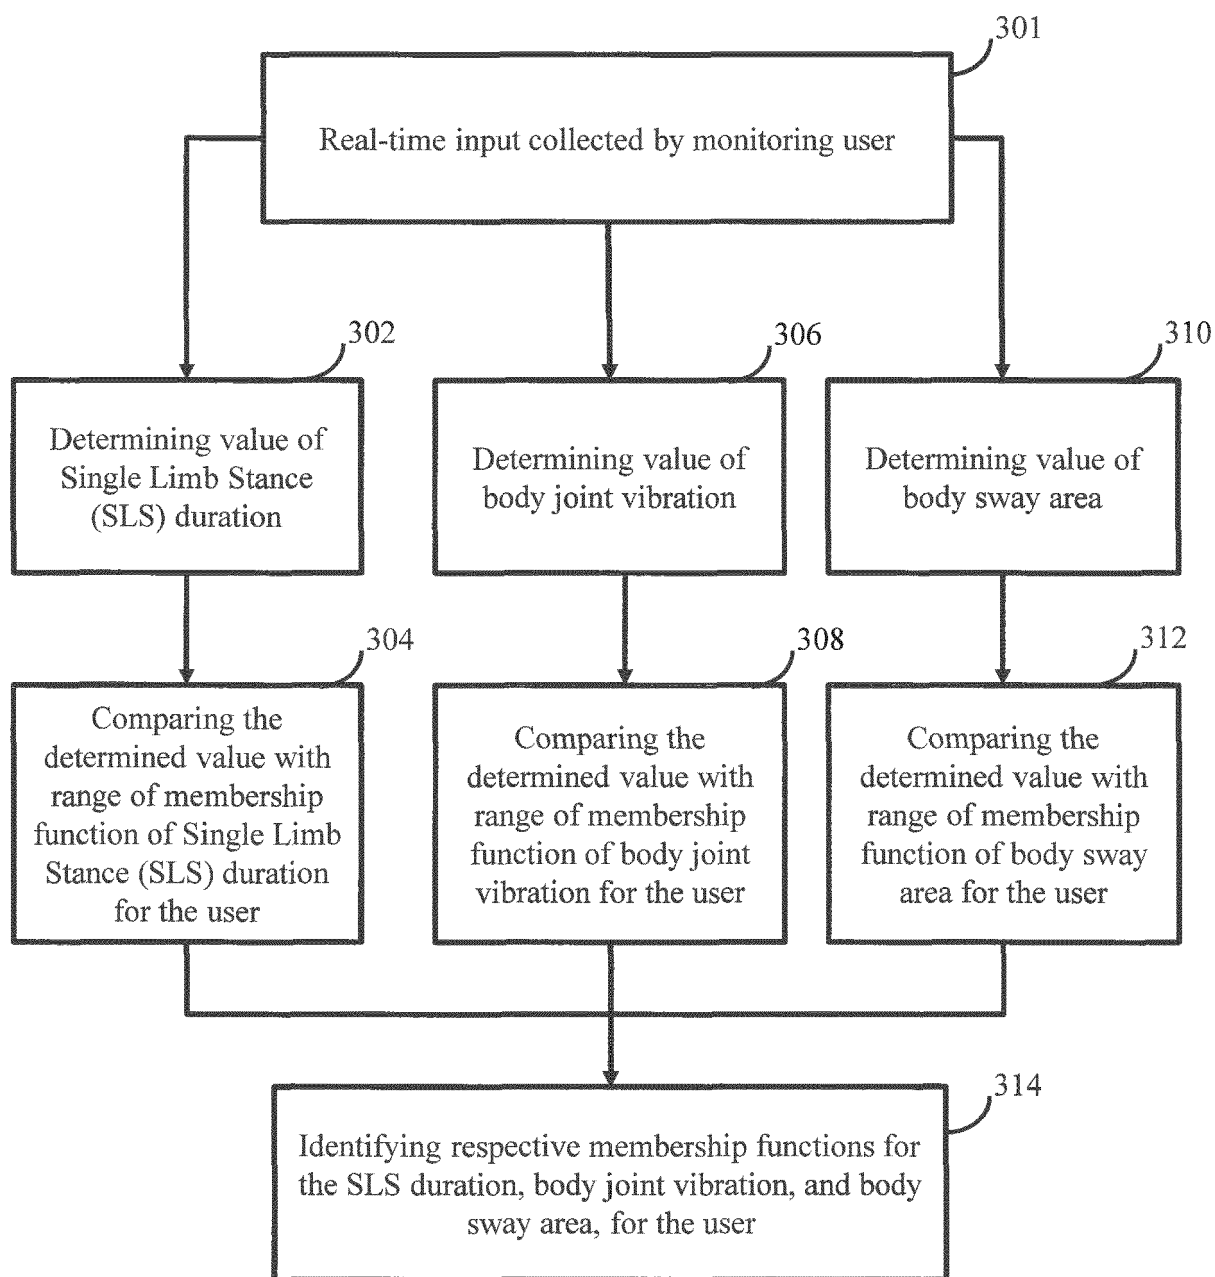 301
Real-time input collected by monitoring user
302
306
310
Determining value of
Single Limb Stance
(SLS) duration
Determining value of
body joint vibration
Determining value of
body sway area
304
308
312
Comparing the
determined value with
range of membership
function of Single Limb
Stance (SLS) duration
for the user
Comparing the
determined value with
range of membership
function of body joint
vibration for the user
Comparing the
determined value with
range of membership
function of body sway
area for the user
314
Identifying respective membership functions for
the SLS duration, body joint vibration, and body
sway area, for the user